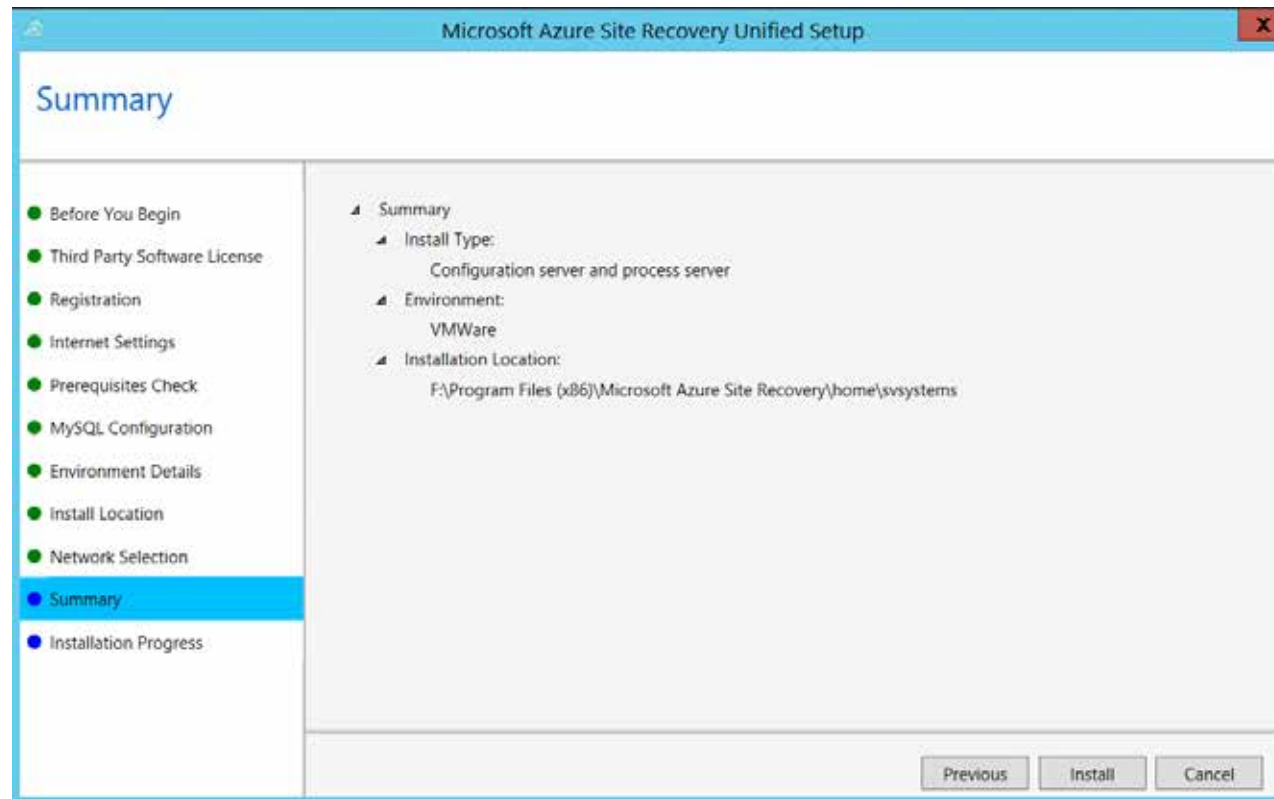 Microsoft Azure Site Recovery Unified Setup
X
Summary
Before You Begin
Third Party Software License
Registration
Internet Settings
Prerequisites Check
MySQL Configuration
Environment Details
Install Location
Network Selection
Summary
Installation Progress
Summary
Install Type:
Configuration server and process server
Environment:
VMWare
Installation Location:
F:\Program Files (x86)\Microsoft Azure Site Recovery\home\svsystems
Previous
Install
Cancel